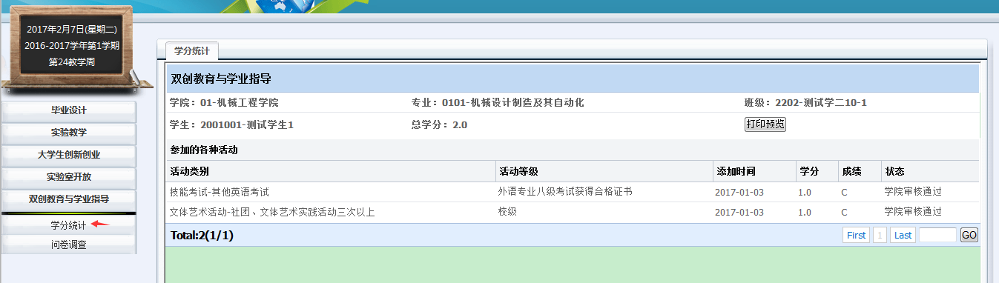 2017年2月7日(星期二)
2016-2017学年第1学期
第24教学周
毕业设计
实验教学
大学生创新创业
实验室开放
双创教育与学业指导
学分统计
问卷调查
学分统计
双创教育与学业指导
学院：01-机械工程学院 专业：0101-机械设计制造及其自动化 班级：2202-测试学二10-1
学生：2001001-测试学生1 总学分：2.0 打印预览
参加的各种活动
活动类别 活动等级 添加时间 学分 成绩 状态
技能考试-其他英语考试 外语专业八级考试获得合格证书 2017-01-03 1.0 C 学院审核通过
文体艺术活动-社团、文体艺术实践活动三次以上 校级 2017-01-03 1.0 C 学院审核通过
Total:2(1/1) First 1 Last GO